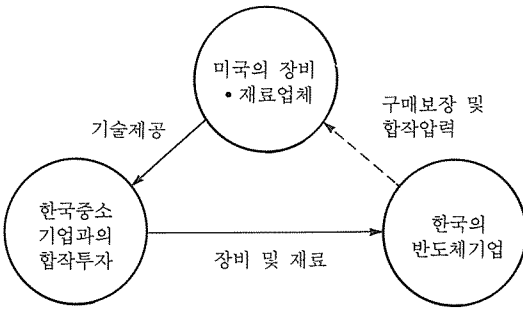 미국의 장비
• 재료업체
구매보장 및
합작압력
기술제공
한국중소
기업과의
합작투자
한국의
반도체기업
장비 및 재료